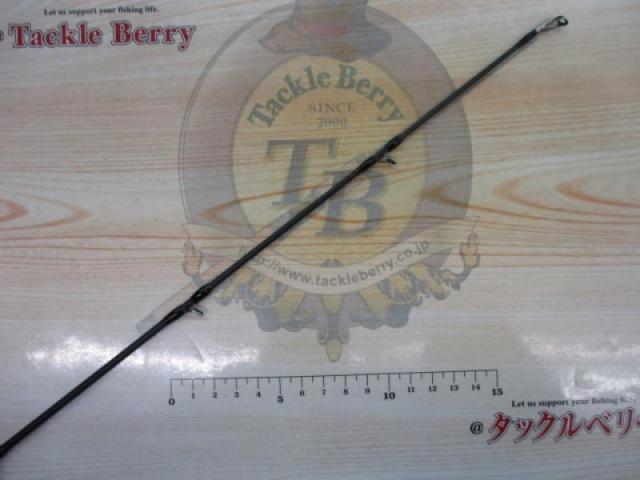 Let us support your fishing life.
@ Tackle Berry
Tackle Berry
SINCE
2000
TB
http://www.tackleberry.co.jp
0 1 2 3 4 5 6 7 8 9 10 11 12 13 14 15
Let us support your fishing life.
@ タックルベリー